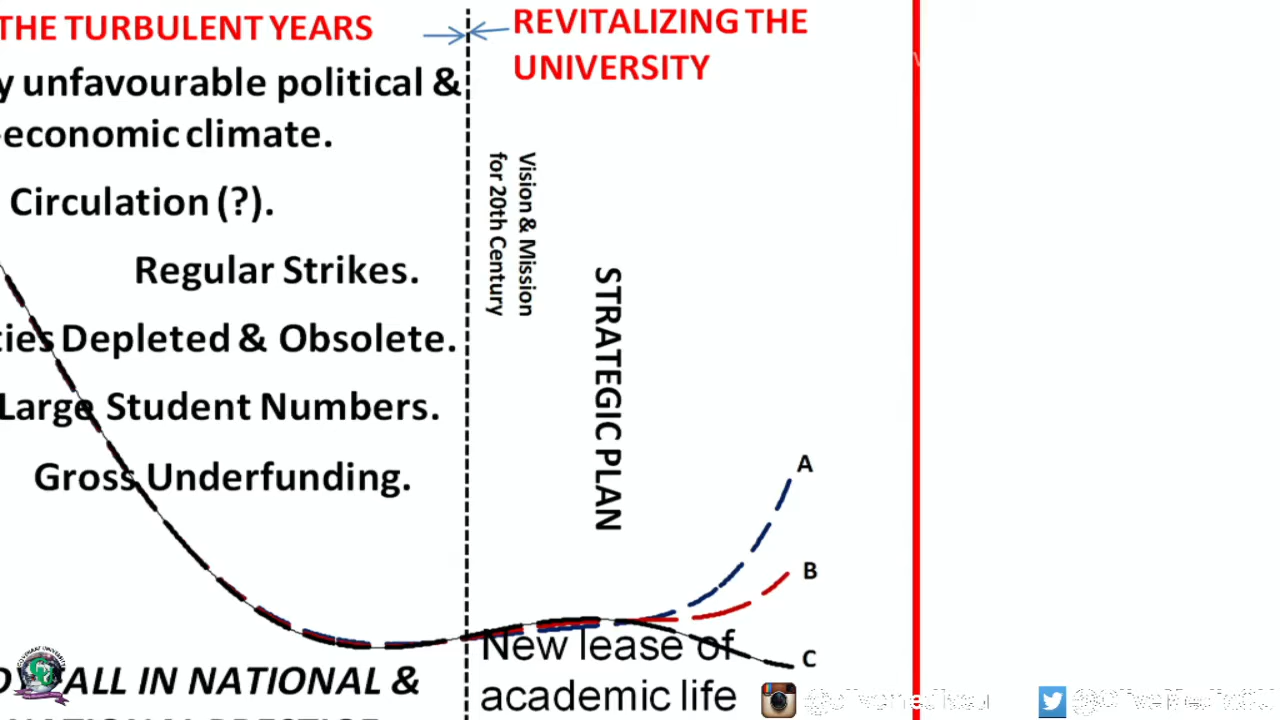 THE TURBULENT YEARS
y unfavourable political &
-economic climate.
Circulation (?).
Regular Strikes.
ties Depleted & Obsolete.
Large Student Numbers.
Gross Underfunding.
ALL IN NATIONAL &
REVITALIZING THE
UNIVERSITY
Vision & Mission
for 20th Century
STRATEGIC PLAN
A
B
C
New lease of
academic life